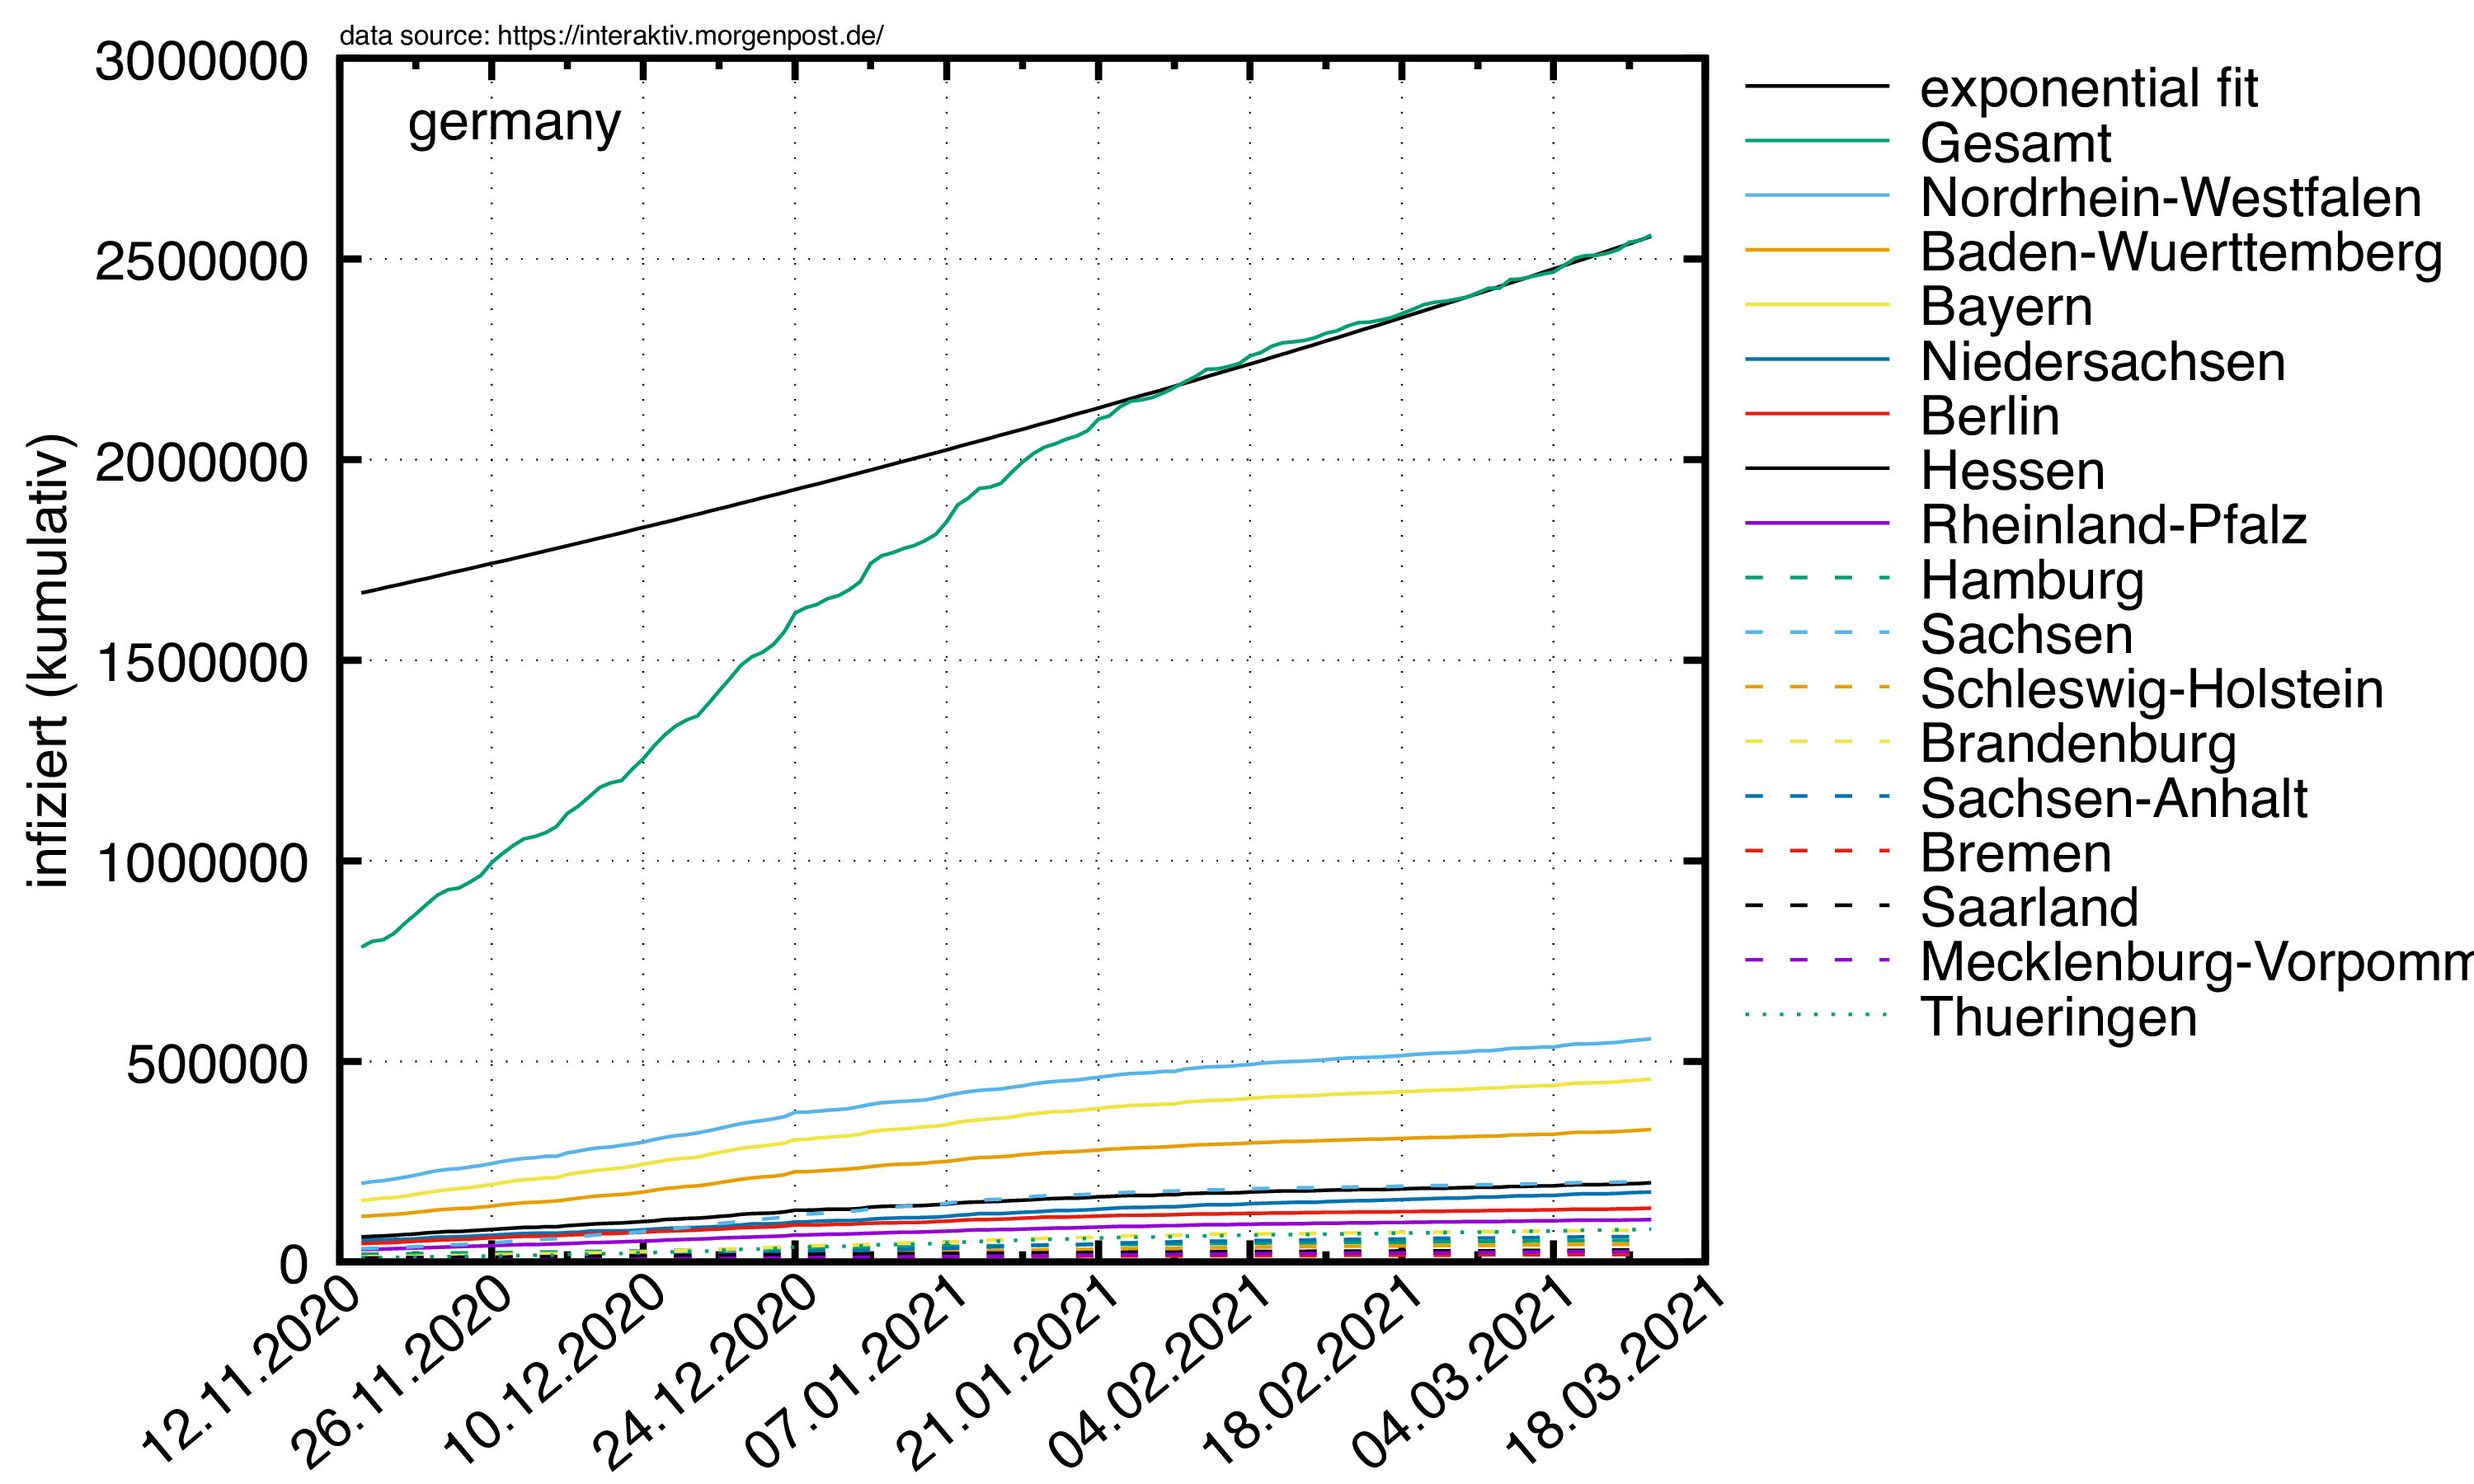 data source: https://interaktiv.morgenpost.de/
3000000
2500000
2000000
1500000
1000000
500000
0
infiziert (kumulativ)
germany
12.11.2020
26.11.2020
10.12.2020
24.12.2020
07.01.2021
21.01.2021
04.02.2021
18.02.2021
04.03.2021
18.03.2021
exponential fit
Gesamt
Nordrhein-Westfalen
Baden-Wuerttemberg
Bayern
Niedersachsen
Berlin
Hessen
Rheinland-Pfalz
Hamburg
Sachsen
Schleswig-Holstein
Brandenburg
Sachsen-Anhalt
Bremen
Saarland
Mecklenburg-Vorpomm
Thueringen